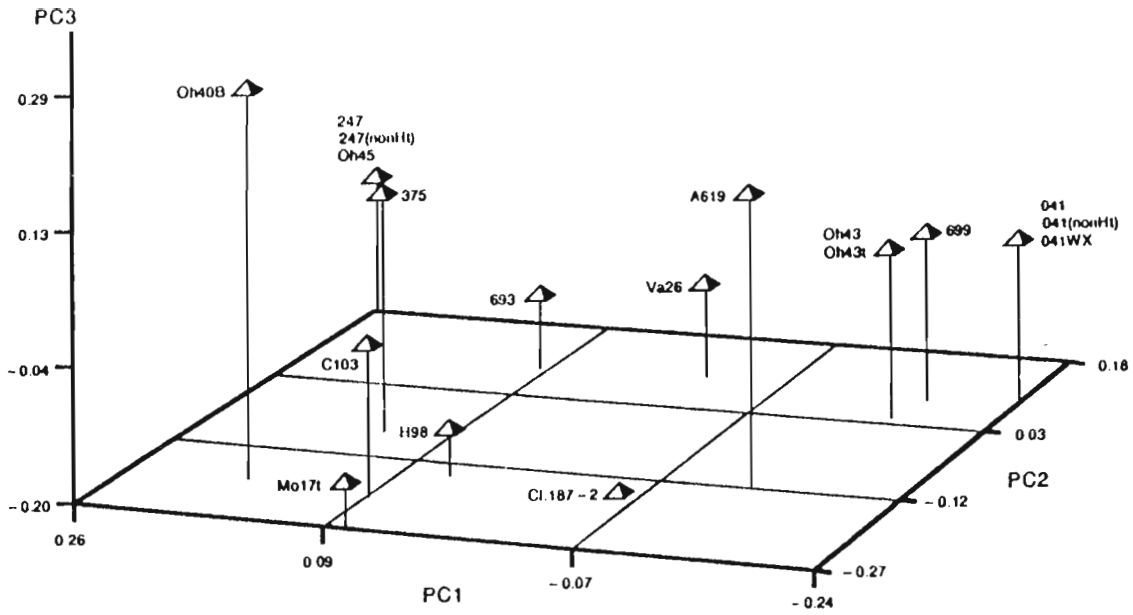 PC3
Oh40B
0.29
247
247(nonHt)
Oh45
375
A619
041
041(nonHt)
041WX
Oh43
Oh43t
699
0.13
Va26
693
C103
-0.04
0.18
H98
0 03
Mo17t
Cl.187-2
PC2
-0.12
-0.20
0.26
0 09
-0.07
-0.27
-0.24
PC1